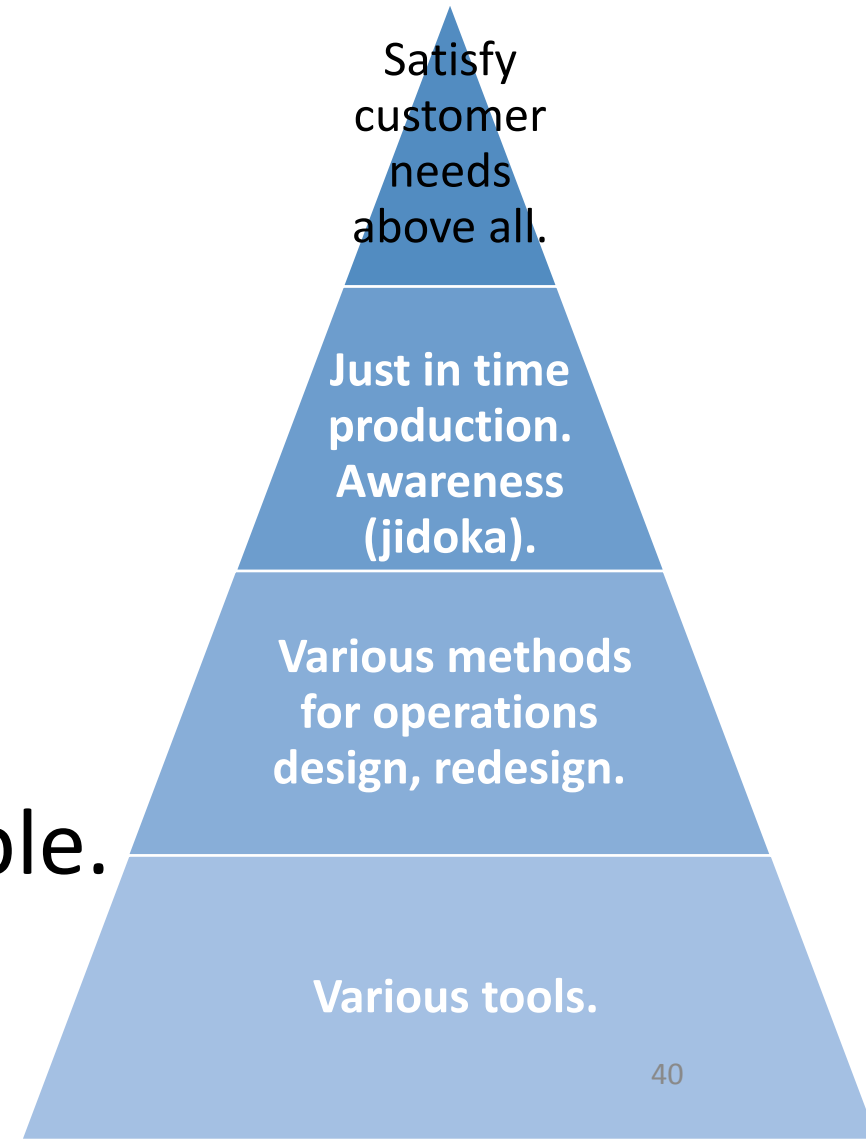 Satisfy
customer
needs
above all.
Just in time
production.
Awareness
(jidoka).
Various methods
for operations
design, redesign.
ple.
Various tools.
40